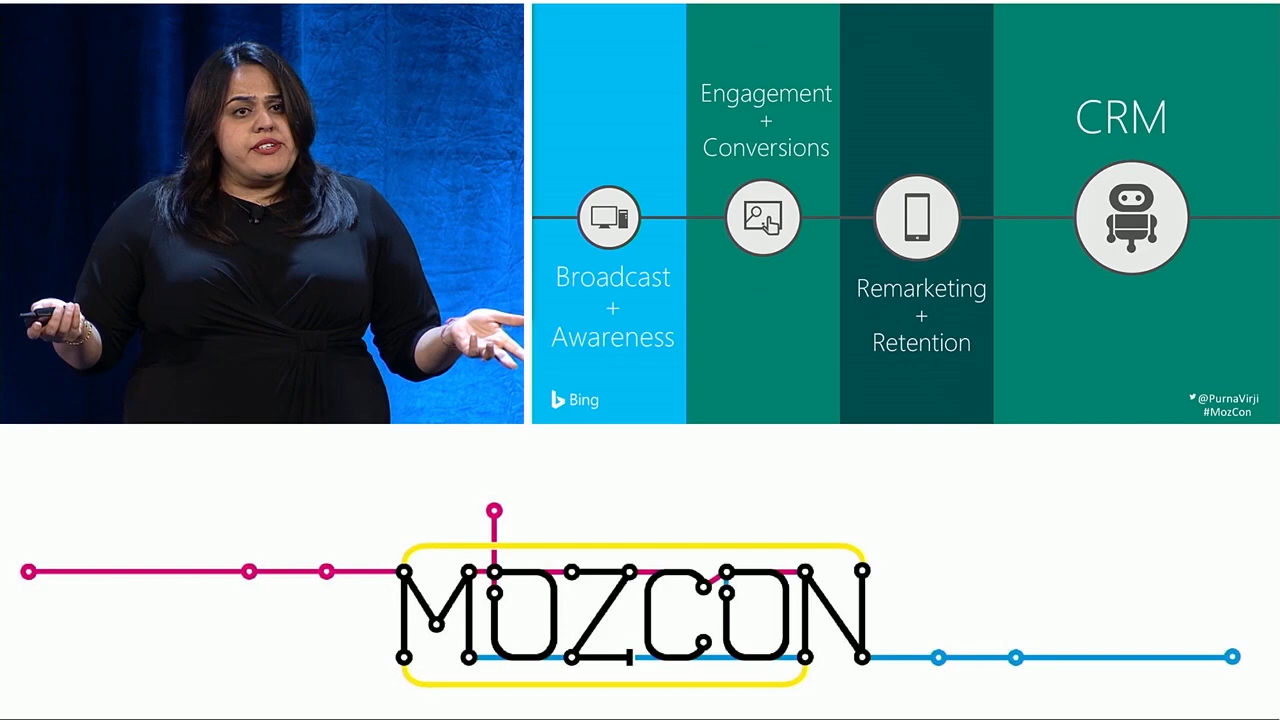 Engagement
+
Conversions
CRM
Broadcast
+
Awareness
Remarketing
+
Retention
Bing
@PurnaVirji
#MozCon
MOZCON